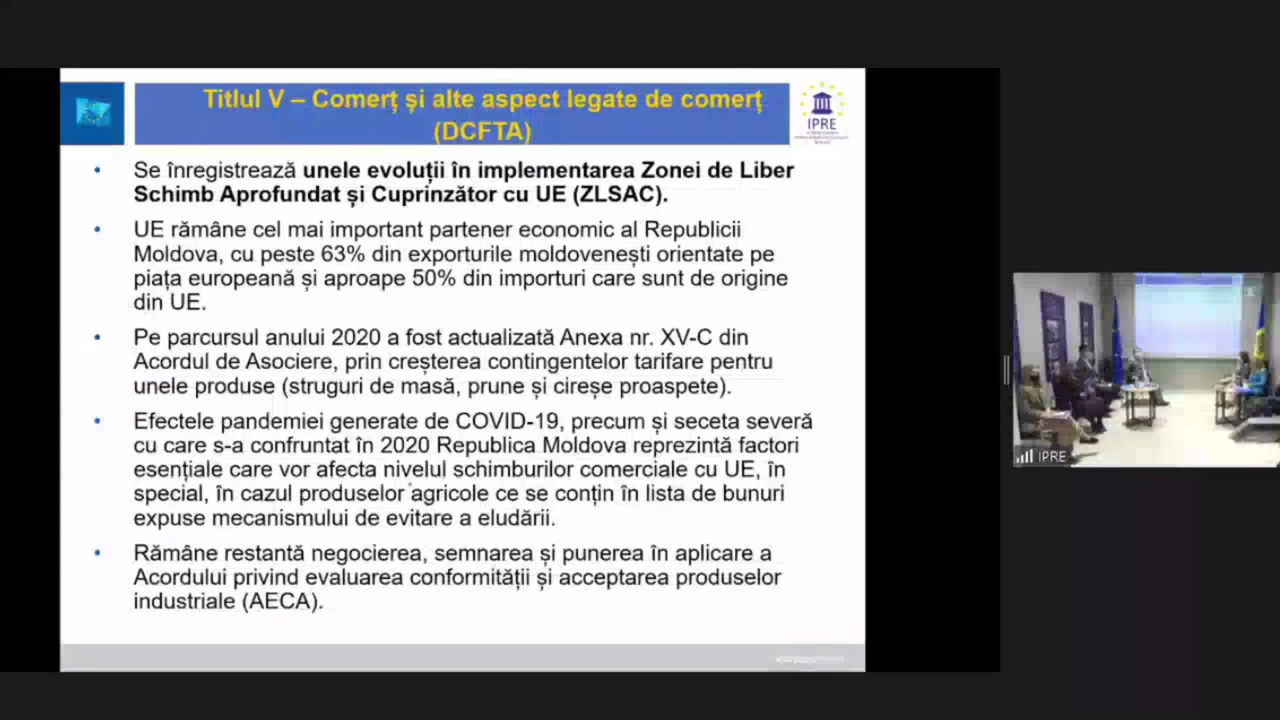 Titlul V – Comerț și alte aspect legate de comerț
(DCFTA)
IPRE
• Se înregistrează unele evoluții în implementarea Zonei de Liber
Schimb Aprofundat și Cuprinzător cu UE (ZLSAC).
• UE rămâne cel mai important partener economic al Republicii
Moldova, cu peste 63% din exporturile moldovenești orientate pe
piața europeană și aproape 50% din importuri care sunt de origine
din UE.
• Pe parcursul anului 2020 a fost actualizată Anexa nr. XV-C din
Acordul de Asociere, prin creșterea contingentelor tarifare pentru
unele produse (struguri de masă, prune și cireșe proaspete).
• Efectele pandemiei generate de COVID-19, precum și seceta severă
cu care s-a confruntat în 2020 Republica Moldova reprezintă factori
esențiale care vor afecta nivelul schimburilor comerciale cu UE, în
special, în cazul produselor agricole ce se conțin în lista de bunuri
expuse mecanismului de evitare a eludării.
• Rămâne restantă negocierea, semnarea și punerea în aplicare a
Acordului privind evaluarea conformității și acceptarea produselor
industriale (AECA).
IPRE